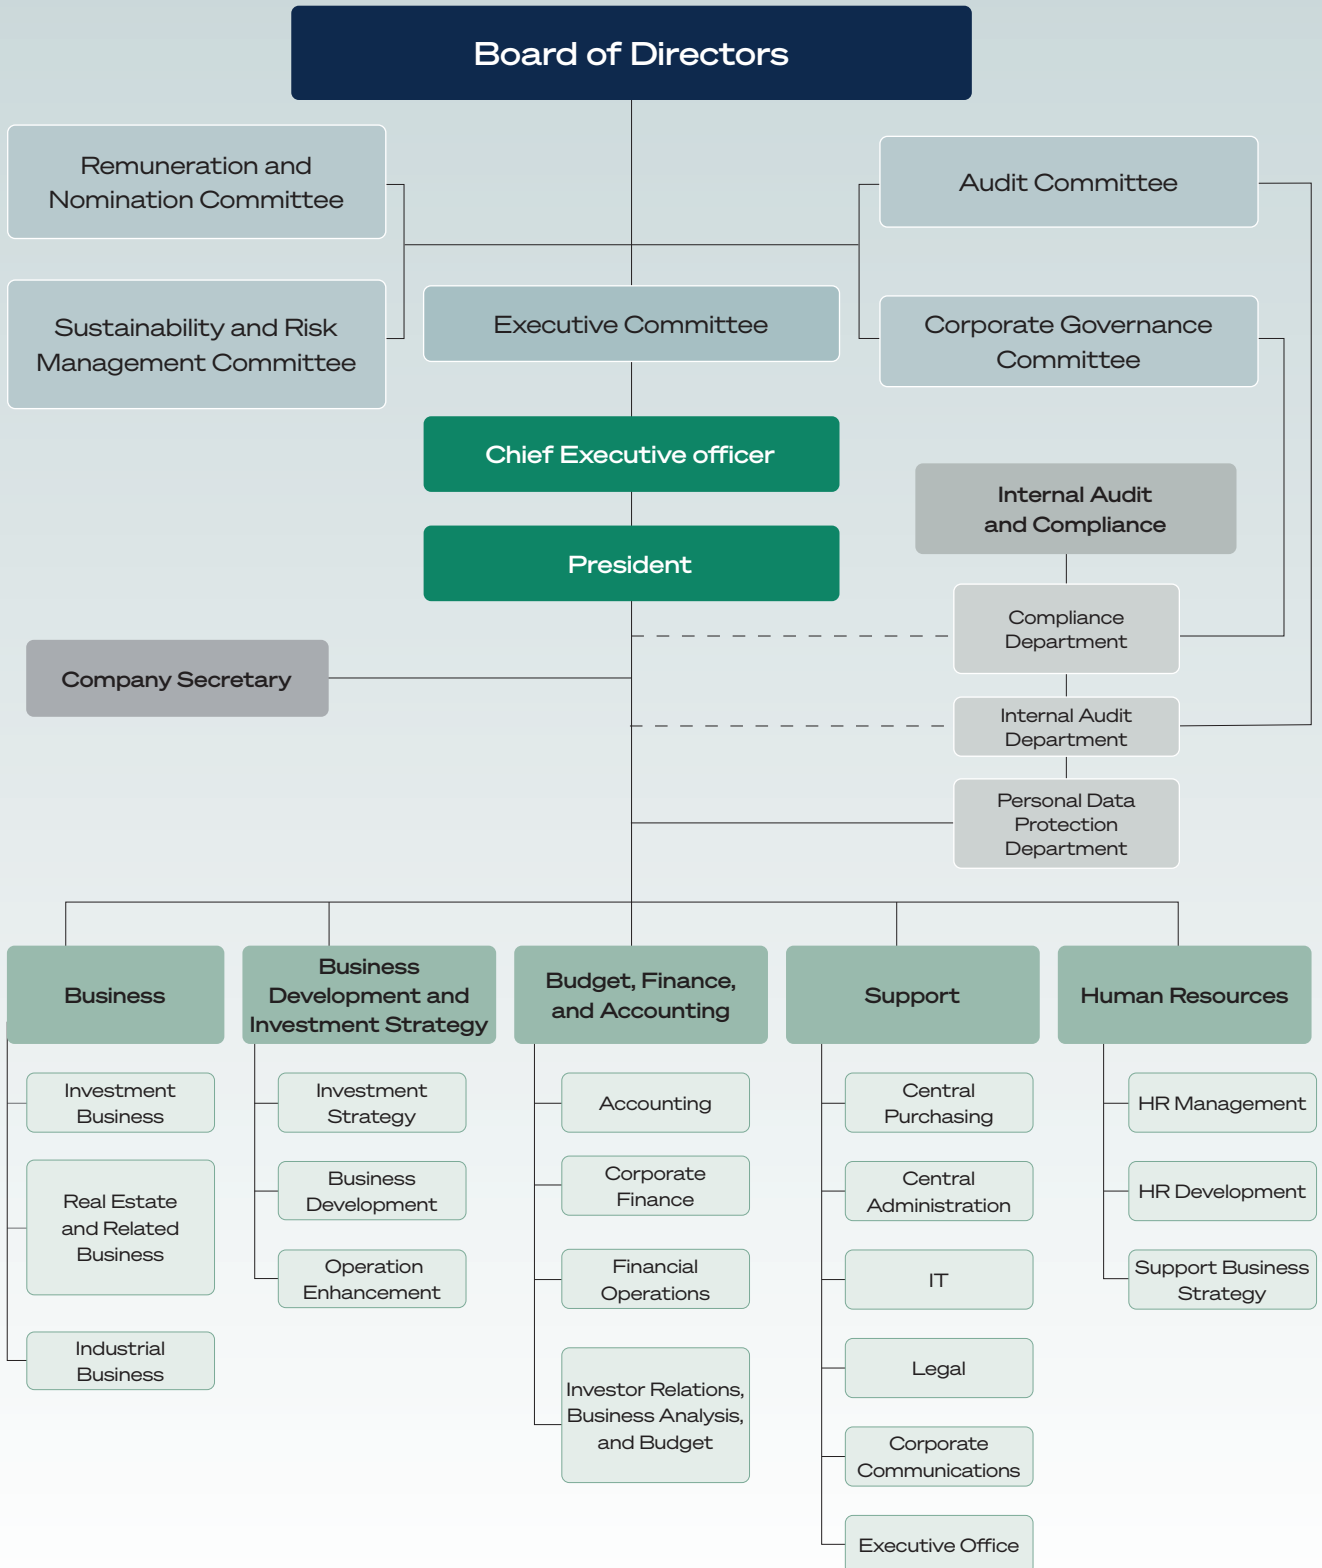 Board of Directors
Remuneration and
Nomination Committee
Audit Committee
Sustainability and Risk
Management Committee
Executive Committee
Corporate Governance
Committee
Chief Executive officer
Internal Audit
and Compliance
President
Compliance
Department
Company Secretary
Internal Audit
Department
Personal Data
Protection
Department
Business
Business
Development and
Investment Strategy
Budget, Finance,
and Accounting
Support
Human Resources
Investment
Business
Real Estate
and Related
Business
Industrial
Business
Investment
Strategy
Business
Development
Operation
Enhancement
Accounting
Corporate
Finance
Financial
Operations
Investor Relations,
Business Analysis,
and Budget
Central
Purchasing
Central
Administration
IT
Legal
Corporate
Communications
Executive Office
HR Management
HR Development
Support Business
Strategy